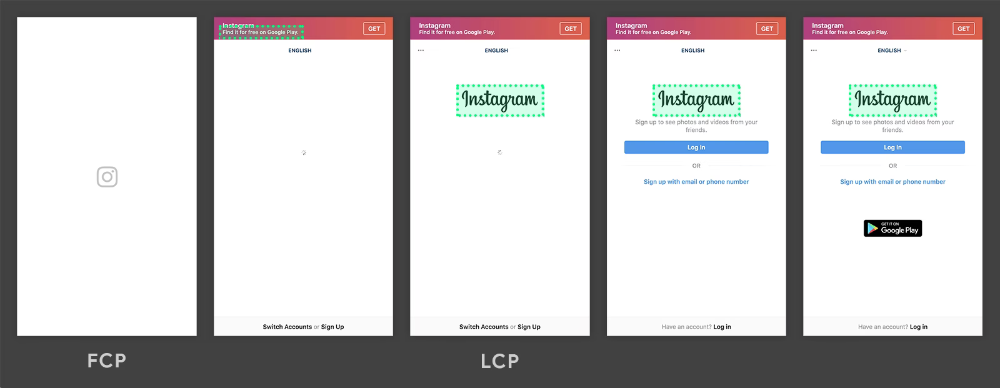 Instagram
Find it for free on Google Play.
GET
ENGLISH
Switch Accounts or Sign Up
Instagram
Find it for free on Google Play.
GET
...
ENGLISH
Instagram
Switch Accounts or Sign Up
Instagram
Find it for free on Google Play.
GET
...
ENGLISH
Instagram
Sign up to see photos and videos from your
friends.
Log In
OR
Sign up with email or phone number
Have an account? Log in
Instagram
Find it for free on Google Play.
GET
...
ENGLISH
Instagram
Sign up to see photos and videos from your
friends.
Log In
OR
Sign up with email or phone number
GET IT ON
Google Play
Have an account? Log in
FCP
LCP